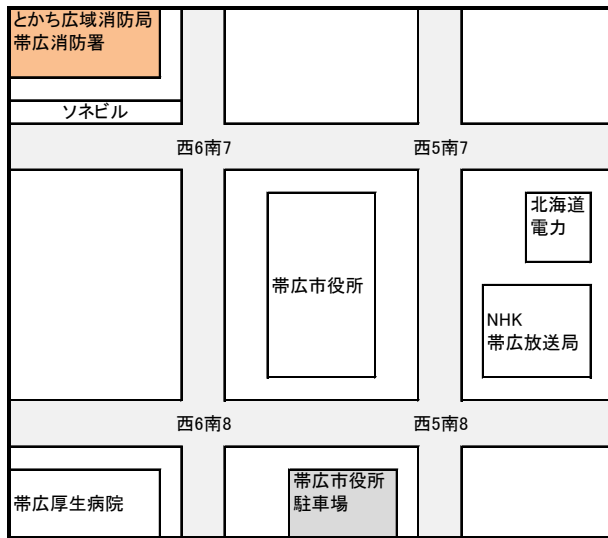 とかち広域消防局
帯広消防署
ソネビル
西6南7
西5南7
北海道
電力
帯広市役所
NHK
帯広放送局
西6南8
西5南8
帯広厚生病院
帯広市役所
駐車場